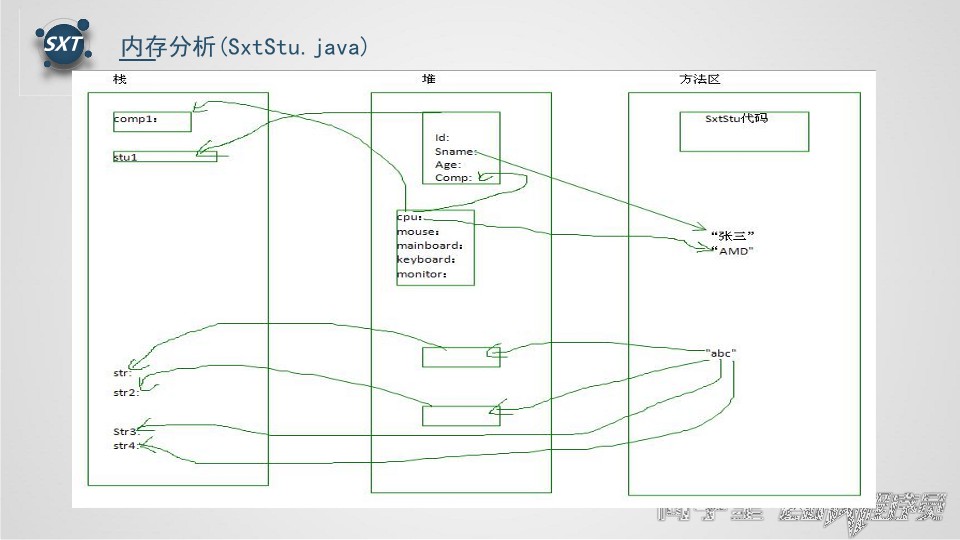 SXT
内存分析(SxtStu.java)
栈 堆 方法区
comp1:
stu1
Id:
Sname:
Age:
Comp:
cpu:
mouse:
mainboard:
keyboard:
monitor:
SxtStu代码
“张三”
“AMD”
"abc"
str:
str2:
Str3:
str4: